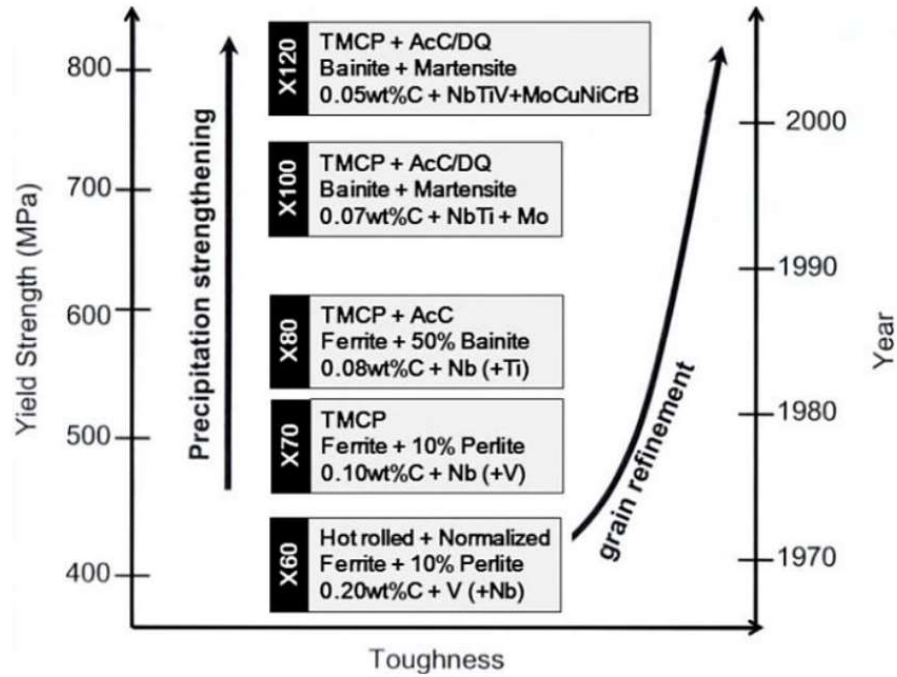 Yield Strength (MPa)
800
700
600
500
400
Precipitation strengthening
X120
TMCP + AcC/DQ
Bainite + Martensite
0.05wt%C + NbTiV+MoCuNiCrB
X100
TMCP + AcC/DQ
Bainite + Martensite
0.07wt%C + NbTi + Mo
X80
TMCP + AcC
Ferrite + 50% Bainite
0.08wt%C + Nb (+Ti)
X70
TMCP
Ferrite + 10% Perlite
0.10wt%C + Nb (+V)
X60
Hot rolled + Normalized
Ferrite + 10% Perlite
0.20wt%C + V (+Nb)
grain refinement
2000
1990
1980
1970
Year
Toughness